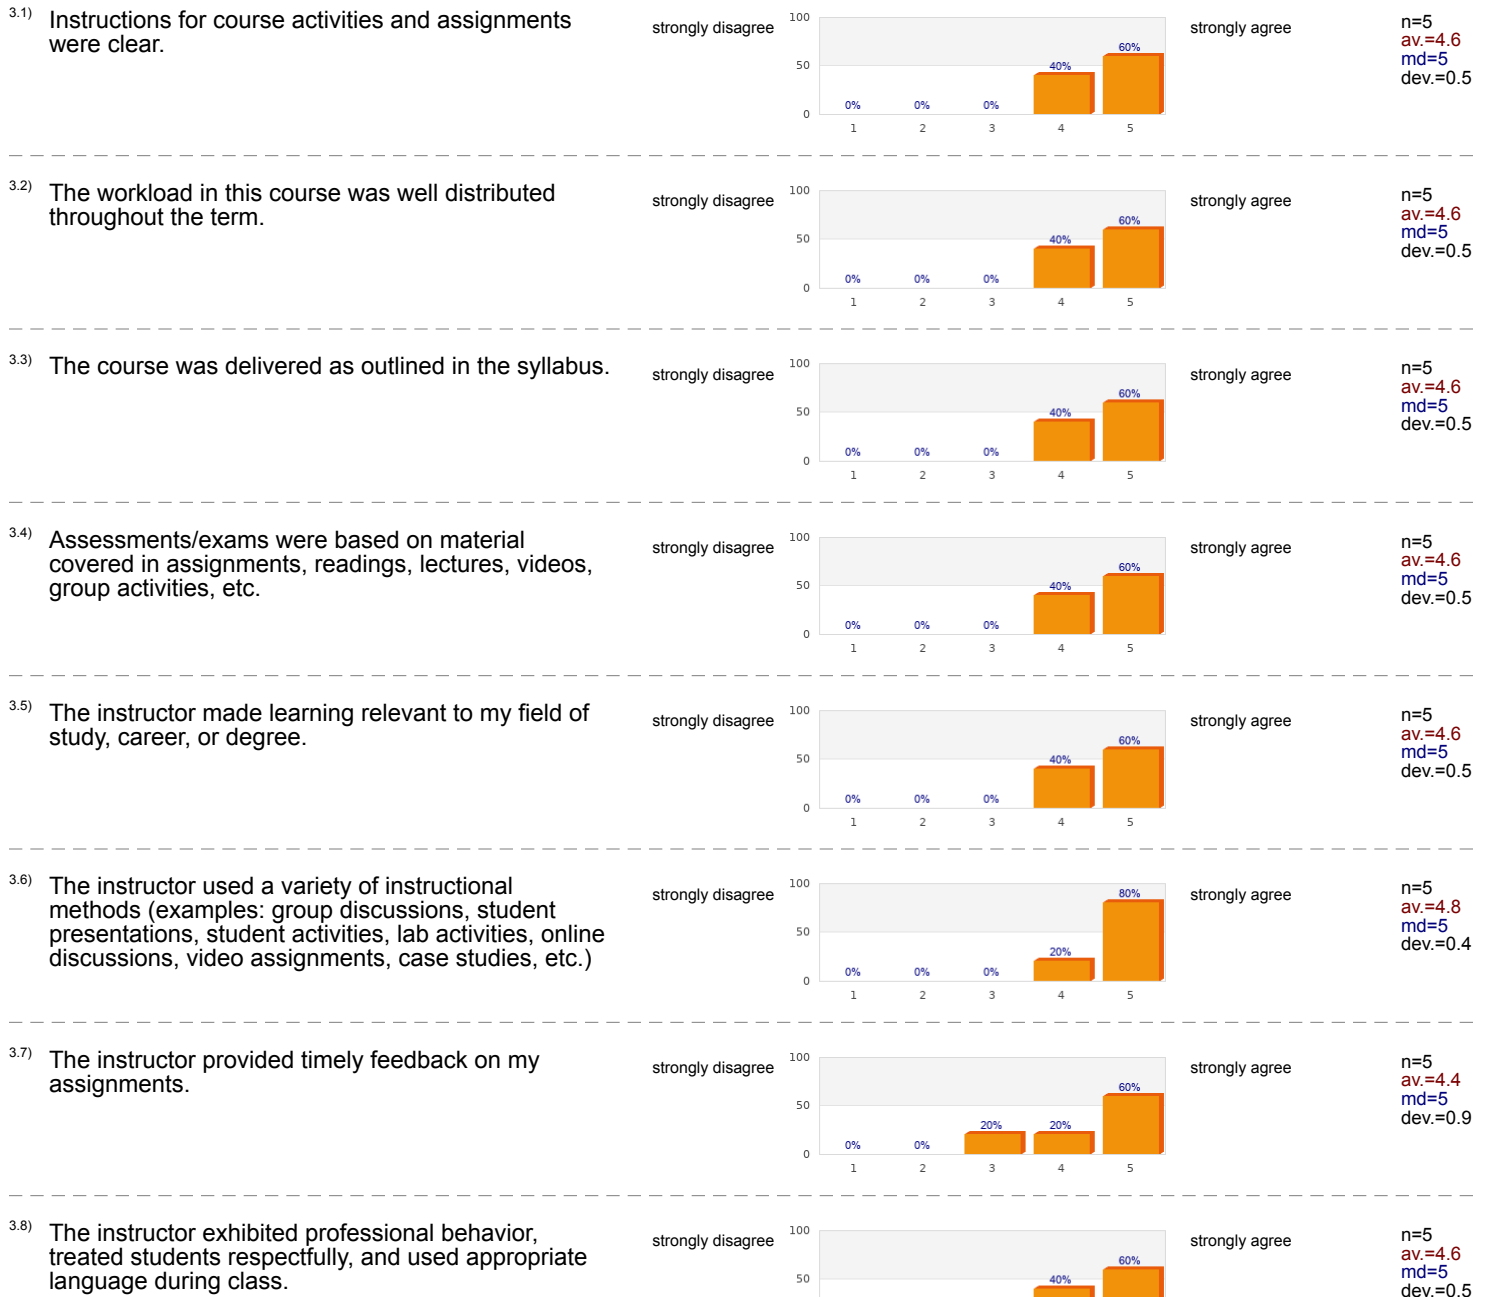 3.1) Instructions for course activities and assignments
were clear.
strongly disagree
100
50
0
0%
0%
0%
40%
60%
1
2
3
4
5
strongly agree
n=5
av.=4.6
md=5
dev.=0.5
3.2) The workload in this course was well distributed
throughout the term.
strongly disagree
100
50
0
0%
0%
0%
40%
60%
1
2
3
4
5
strongly agree
n=5
av.=4.6
md=5
dev.=0.5
3.3) The course was delivered as outlined in the syllabus.
strongly disagree
100
50
0
0%
0%
0%
40%
60%
1
2
3
4
5
strongly agree
n=5
av.=4.6
md=5
dev.=0.5
3.4) Assessments/exams were based on material
covered in assignments, readings, lectures, videos,
group activities, etc.
strongly disagree
100
50
0
0%
0%
0%
40%
60%
1
2
3
4
5
strongly agree
n=5
av.=4.6
md=5
dev.=0.5
3.5) The instructor made learning relevant to my field of
study, career, or degree.
strongly disagree
100
50
0
0%
0%
0%
40%
60%
1
2
3
4
5
strongly agree
n=5
av.=4.6
md=5
dev.=0.5
3.6) The instructor used a variety of instructional
methods (examples: group discussions, student
presentations, student activities, lab activities, online
discussions, video assignments, case studies, etc.)
strongly disagree
100
50
0
0%
0%
0%
20%
80%
1
2
3
4
5
strongly agree
n=5
av.=4.8
md=5
dev.=0.4
3.7) The instructor provided timely feedback on my
assignments.
strongly disagree
100
50
0
0%
0%
20%
20%
60%
1
2
3
4
5
strongly agree
n=5
av.=4.4
md=5
dev.=0.9
3.8) The instructor exhibited professional behavior,
treated students respectfully, and used appropriate
language during class.
strongly disagree
100
50
40%
60%
strongly agree
n=5
av.=4.6
md=5
dev.=0.5